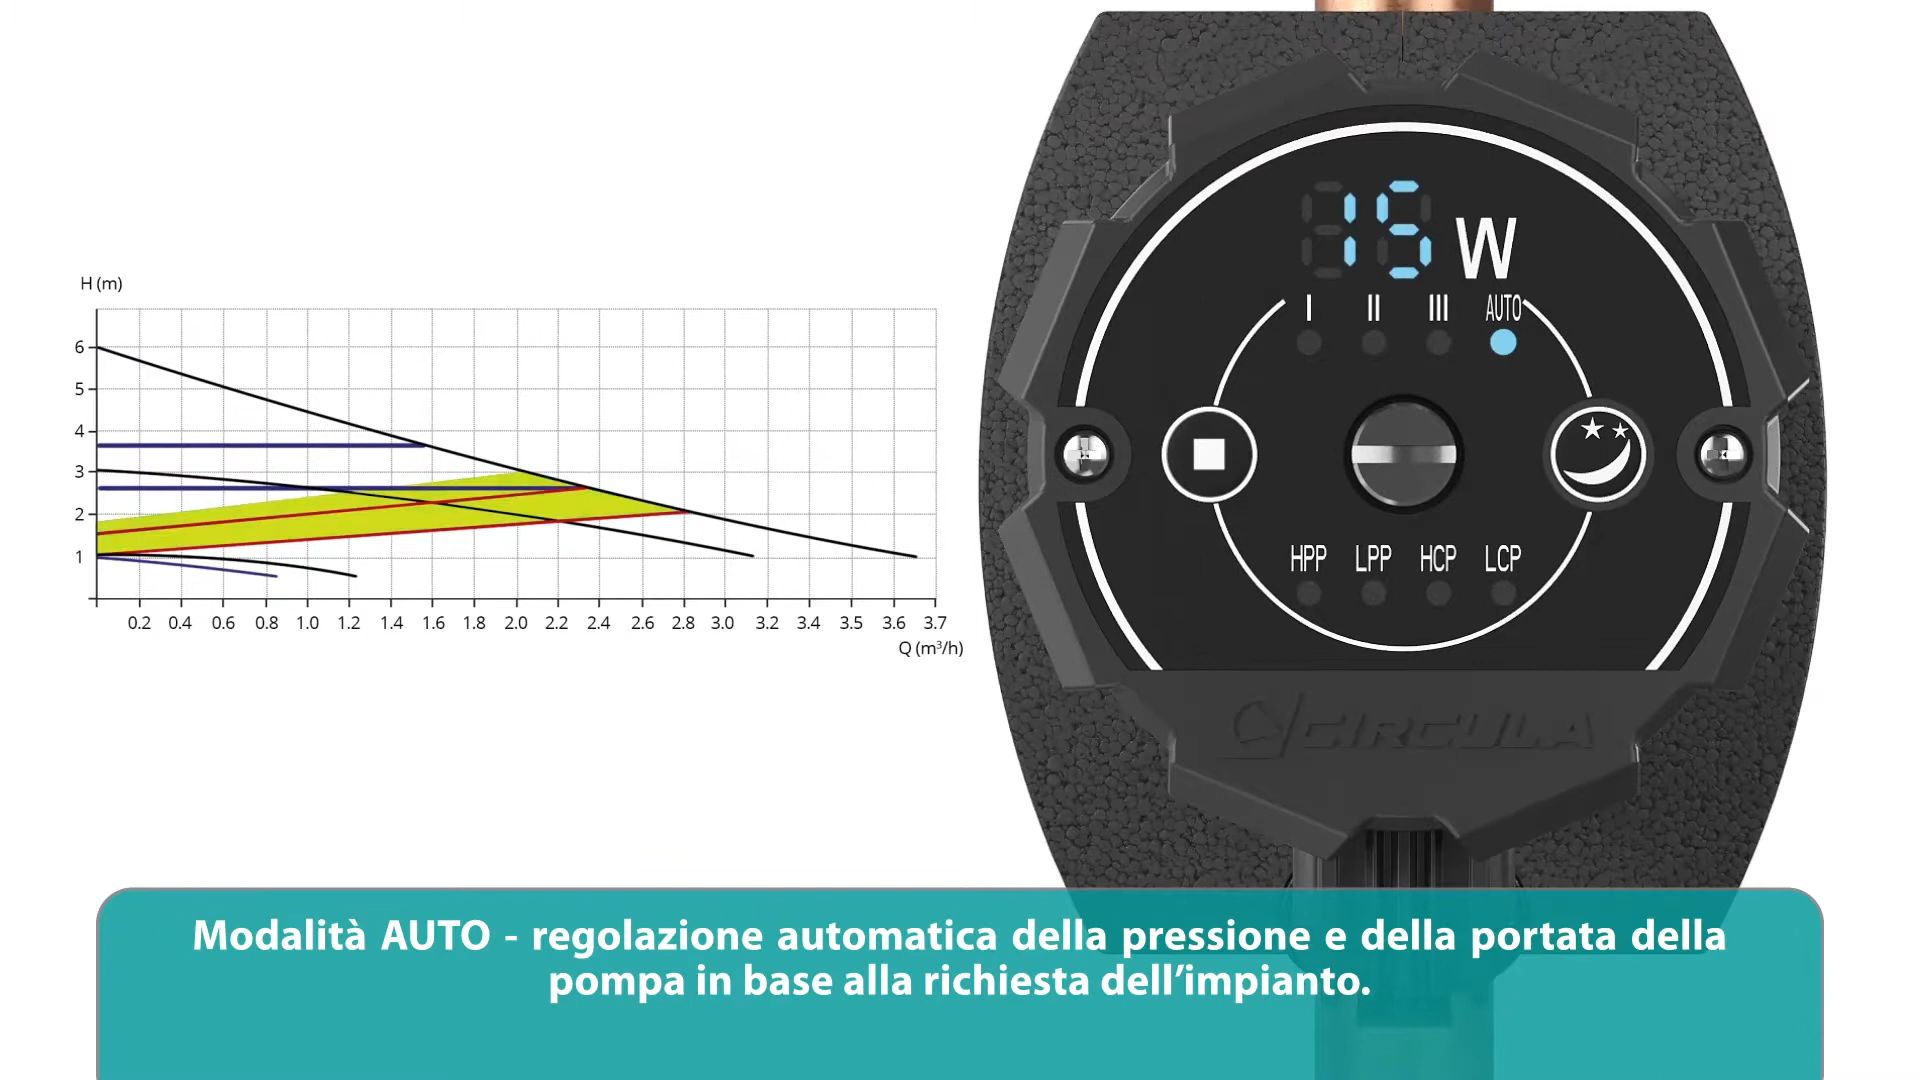 H (m)
6
5
4
3
2
1
0.2 0.4 0.6 0.8 1.0 1.2 1.4 1.6 1.8 2.0 2.2 2.4 2.6 2.8 3.0 3.2 3.4 3.5 3.6 3.7
Q (m³/h)
15 W
I II III AUTO
HPP LPP HCP LCP
CIRCULA
Modalità AUTO - regolazione automatica della pressione e della portata della
pompa in base alla richiesta dell’impianto.